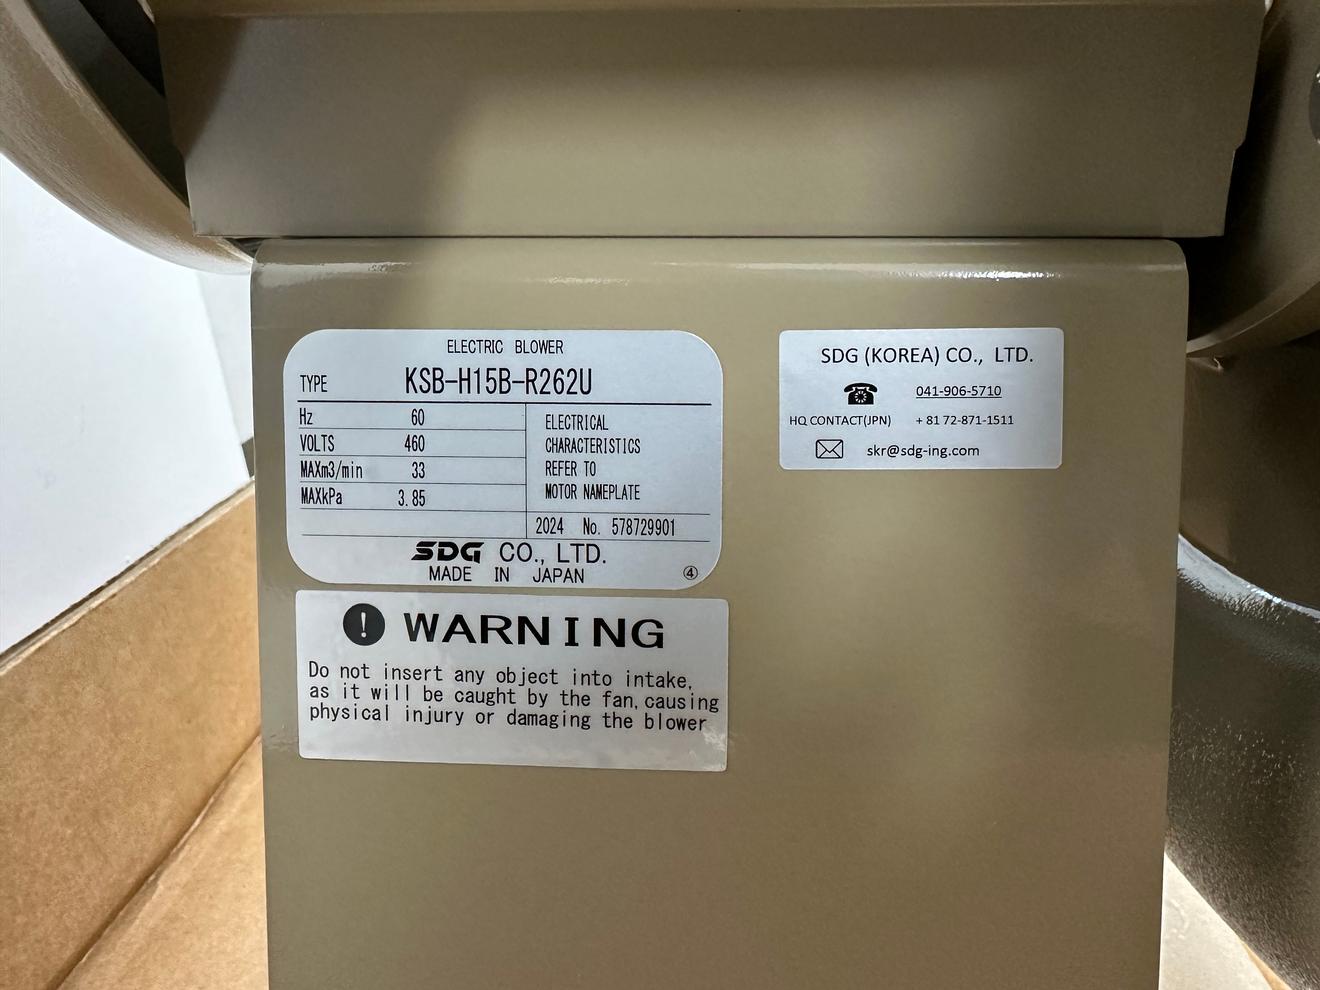 ELECTRIC BLOWER
TYPE KSB-H15B-R262U
Hz 60
VOLTS 460
MAXm3/min 33
MAXkPa 3.85
ELECTRICAL
CHARACTERISTICS
REFER TO
MOTOR NAMEPLATE
2024 No. 578729901
SDG CO., LTD.
MADE IN JAPAN ④
! WARNING
Do not insert any object into intake,
as it will be caught by the fan, causing
physical injury or damaging the blower
SDG (KOREA) CO., LTD.
041-906-5710
HQ CONTACT(JPN) + 81 72-871-1511
skr@sdg-ing.com